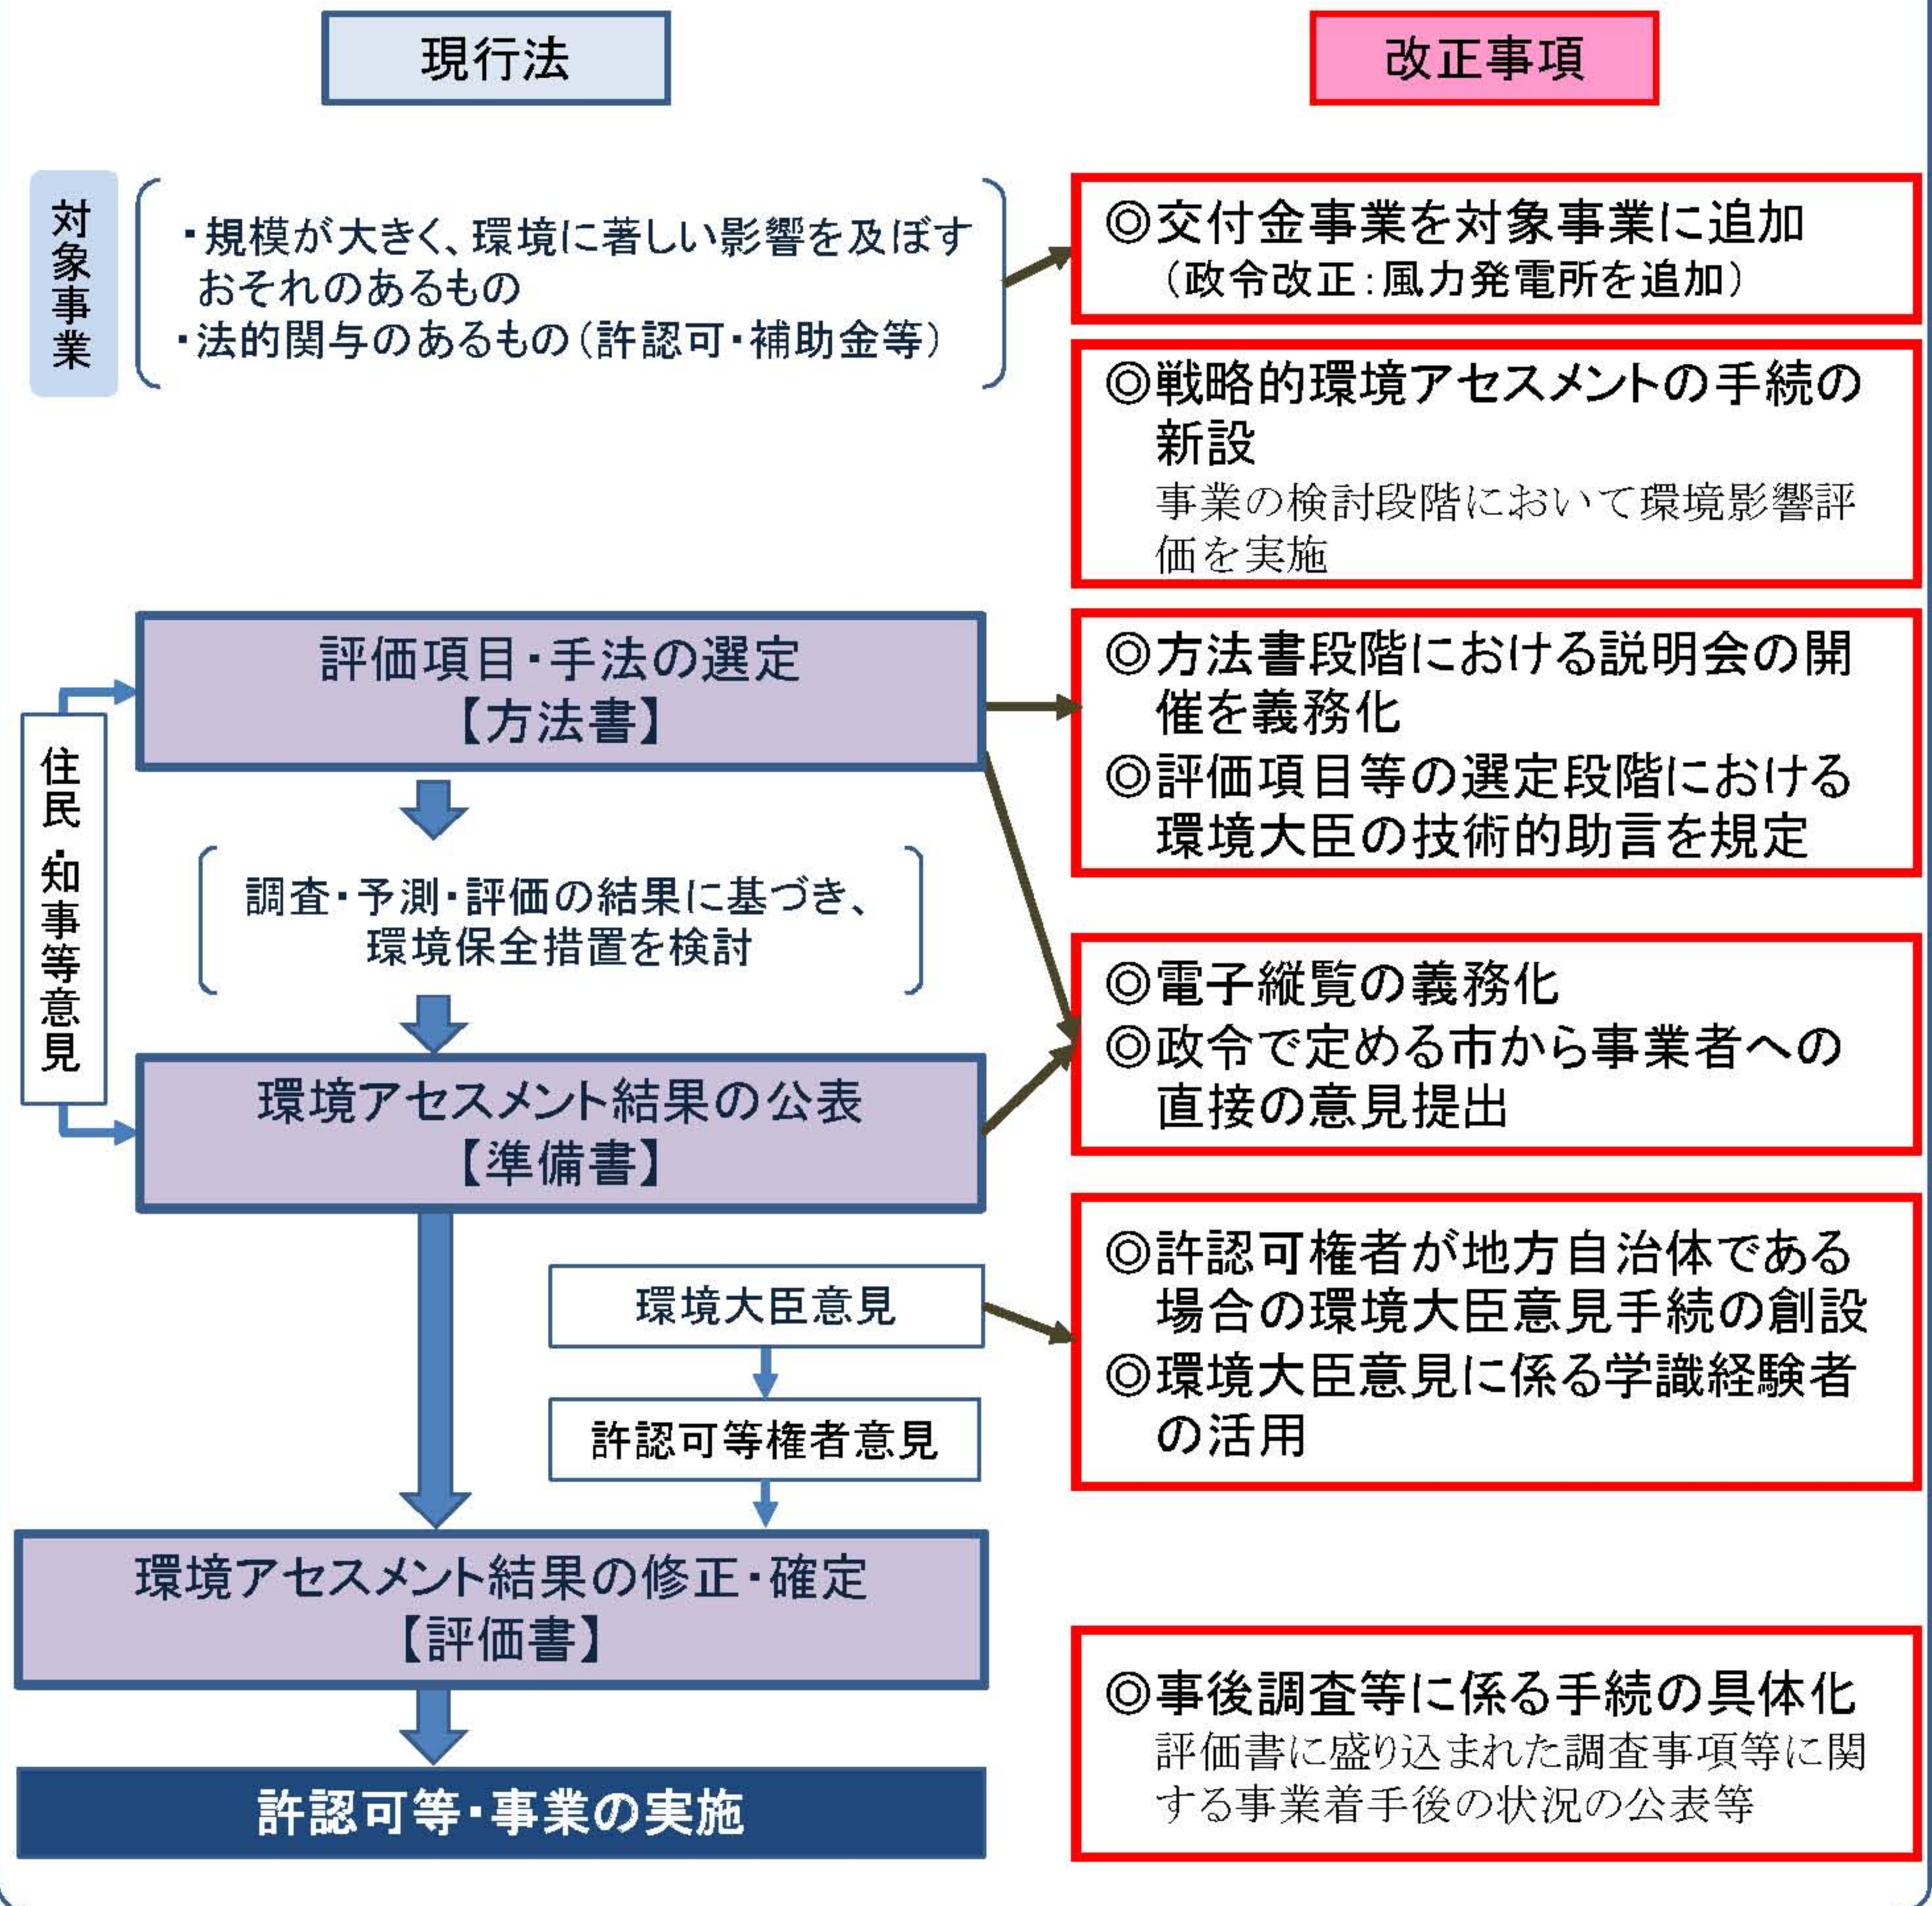 現行法
改正事項
対象事業
・規模が大きく、環境に著しい影響を及ぼす
おそれのあるもの
・法的関与のあるもの（許認可・補助金等）
◎交付金事業を対象事業に追加
（政令改正：風力発電所を追加）
◎戦略的環境アセスメントの手続の
新設
事業の検討段階において環境影響評
価を実施
評価項目・手法の選定
【方法書】
◎方法書段階における説明会の開
催を義務化
◎評価項目等の選定段階における
環境大臣の技術的助言を規定
住民・知事等意見
調査・予測・評価の結果に基づき、
環境保全措置を検討
◎電子縦覧の義務化
◎政令で定める市から事業者への
直接の意見提出
環境アセスメント結果の公表
【準備書】
環境大臣意見
許認可等権者意見
◎許認可権者が地方自治体である
場合の環境大臣意見手続の創設
◎環境大臣意見に係る学識経験者
の活用
環境アセスメント結果の修正・確定
【評価書】
◎事後調査等に係る手続の具体化
評価書に盛り込まれた調査事項等に関
する事業着手後の状況の公表等
許認可等・事業の実施